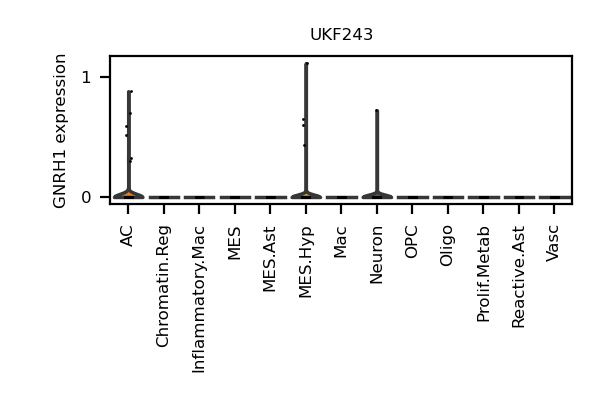 UKF243
GNRH1 expression
1
0
AC
Chromatin.Reg
Inflammatory.Mac
MES
MES.Ast
MES.Hyp
Mac
Neuron
OPC
Oligo
Prolif.Metab
Reactive.Ast
Vasc